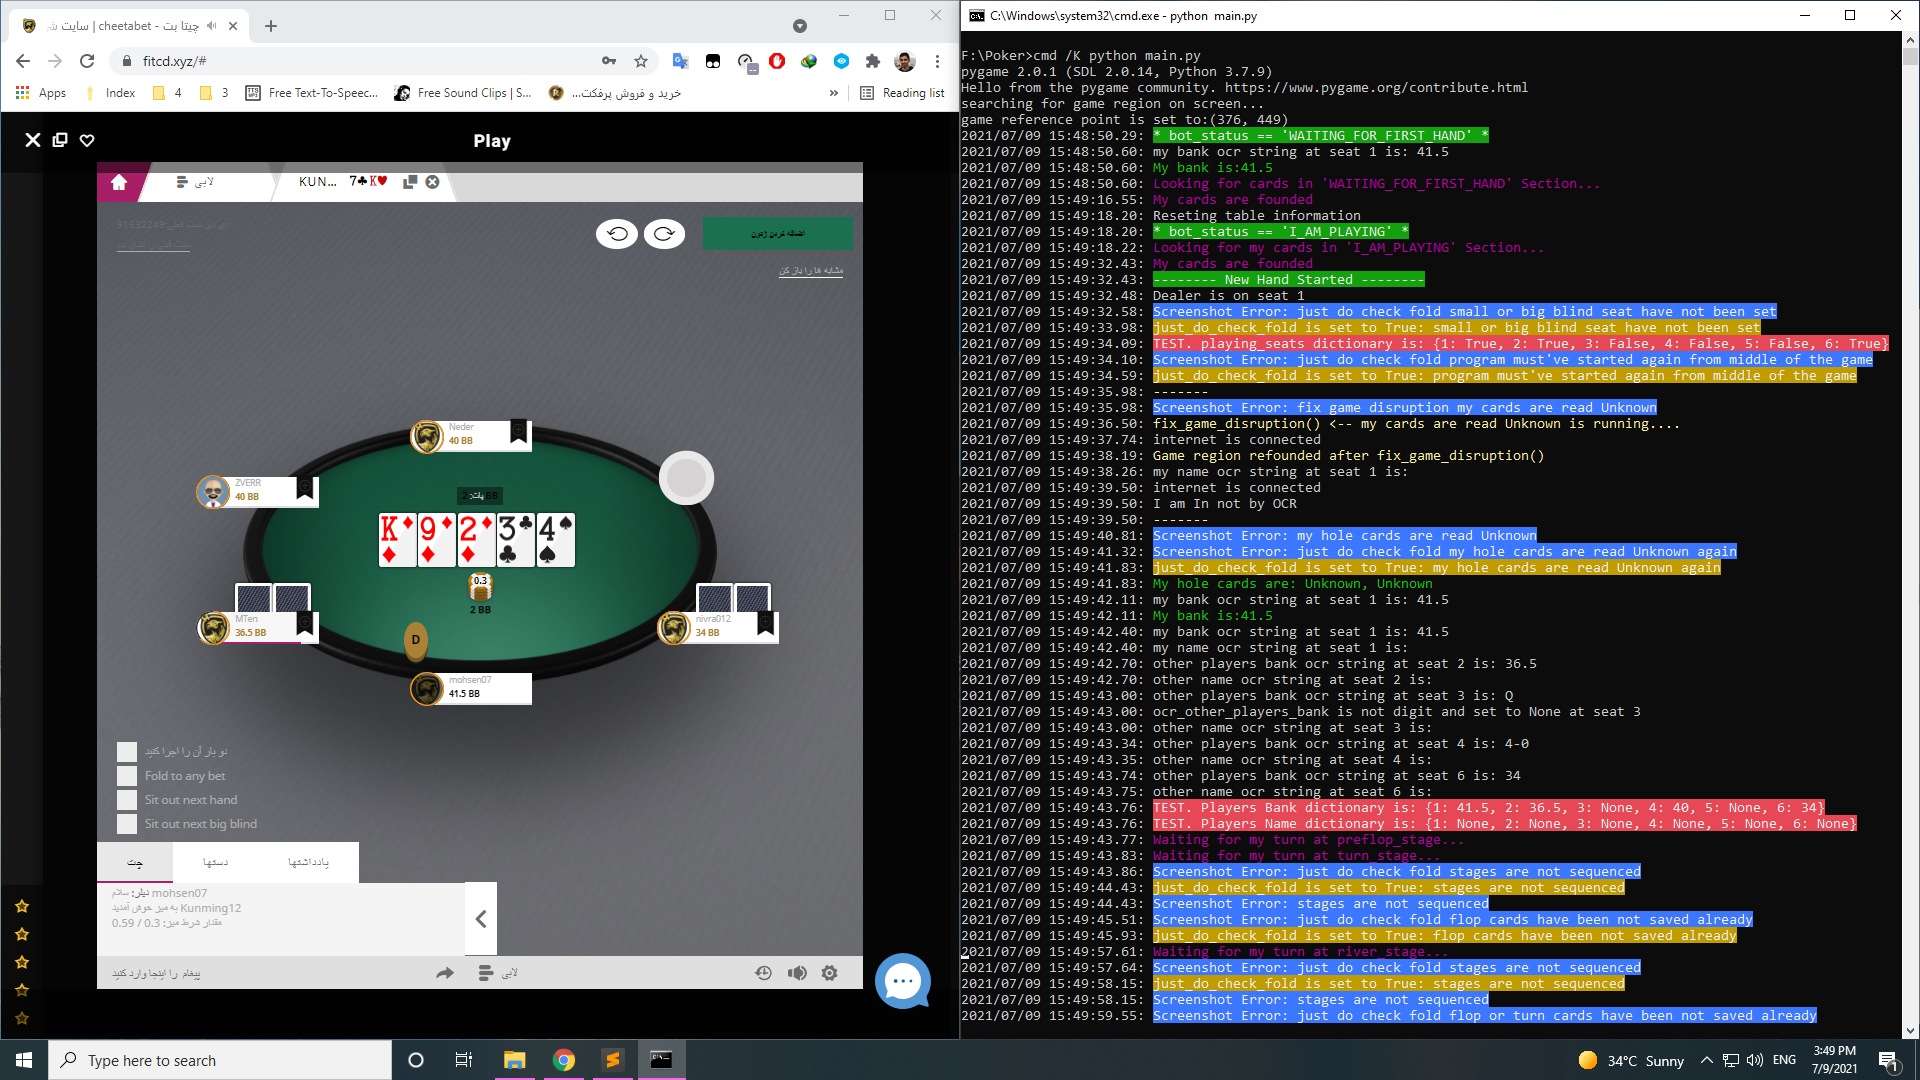 چیتا بت - cheetabet | سایت ش
fitcd.xyz/#
Apps
Index
4
3
Free Text-To-Speec...
Free Sound Clips | S...
خرید و فروش پرفکت...
»
Reading list
Play
لابی
KUN... 7♣K♥
اضافه کردن ژتون
مشابه ها را باز کن
Neder
40 BB
ZVERR
40 BB
پات: 2 BB
K♦ 9♦ 2♦ 3♣ 4♠
0.3
2 BB
MTen
36.5 BB
nivra012
34 BB
D
mohsen07
41.5 BB
دو بار آن را اجرا کنید
Fold to any bet
Sit out next hand
Sit out next big blind
چت
دستها
یادداشتها
دیلر: سلام mohsen07
به میز خوش آمدید Kunming12
مقدار شرط میز: 0.3 / 0.59
پیغام را اینجا وارد کنید
لابی
C:\Windows\system32\cmd.exe - python  main.py
F:\Poker>cmd /K python main.py
pygame 2.0.1 (SDL 2.0.14, Python 3.7.9)
Hello from the pygame community. https://www.pygame.org/contribute.html
searching for game region on screen...
game reference point is set to:(376, 449)
2021/07/09 15:48:50.29: * bot_status == 'WAITING_FOR_FIRST_HAND' *
2021/07/09 15:48:50.60: my bank ocr string at seat 1 is: 41.5
2021/07/09 15:48:50.60: My bank is:41.5
2021/07/09 15:48:50.60: Looking for cards in 'WAITING_FOR_FIRST_HAND' Section...
2021/07/09 15:49:16.55: My cards are founded
2021/07/09 15:49:18.20: Reseting table information
2021/07/09 15:49:18.20: * bot_status == 'I_AM_PLAYING' *
2021/07/09 15:49:18.22: Looking for my cards in 'I_AM_PLAYING' Section...
2021/07/09 15:49:32.43: My cards are founded
2021/07/09 15:49:32.43: -------- New Hand Started --------
2021/07/09 15:49:32.48: Dealer is on seat 1
2021/07/09 15:49:32.58: Screenshot Error: just do check fold small or big blind seat have not been set
2021/07/09 15:49:33.98: just_do_check_fold is set to True: small or big blind seat have not been set
2021/07/09 15:49:34.09: TEST. playing_seats dictionary is: {1: True, 2: True, 3: False, 4: False, 5: False, 6: True}
2021/07/09 15:49:34.10: Screenshot Error: just do check fold program must've started again from middle of the game
2021/07/09 15:49:34.59: just_do_check_fold is set to True: program must've started again from middle of the game
2021/07/09 15:49:35.98: -------
2021/07/09 15:49:35.98: Screenshot Error: fix game disruption my cards are read Unknown
2021/07/09 15:49:36.50: fix_game_disruption() <-- my cards are read Unknown is running....
2021/07/09 15:49:37.74: internet is connected
2021/07/09 15:49:38.19: Game region refounded after fix_game_disruption()
2021/07/09 15:49:38.26: my name ocr string at seat 1 is:
2021/07/09 15:49:39.50: internet is connected
2021/07/09 15:49:39.50: I am In not by OCR
2021/07/09 15:49:39.50: -------
2021/07/09 15:49:40.81: Screenshot Error: my hole cards are read Unknown
2021/07/09 15:49:41.32: Screenshot Error: just do check fold my hole cards are read Unknown again
2021/07/09 15:49:41.83: just_do_check_fold is set to True: my hole cards are read Unknown again
2021/07/09 15:49:41.83: My hole cards are: Unknown, Unknown
2021/07/09 15:49:42.11: my bank ocr string at seat 1 is: 41.5
2021/07/09 15:49:42.11: My bank is:41.5
2021/07/09 15:49:42.40: my bank ocr string at seat 1 is: 41.5
2021/07/09 15:49:42.40: my name ocr string at seat 1 is:
2021/07/09 15:49:42.70: other players bank ocr string at seat 2 is: 36.5
2021/07/09 15:49:42.70: other name ocr string at seat 2 is:
2021/07/09 15:49:43.00: other players bank ocr string at seat 3 is: Q
2021/07/09 15:49:43.00: ocr_other_players_bank is not digit and set to None at seat 3
2021/07/09 15:49:43.00: other name ocr string at seat 3 is:
2021/07/09 15:49:43.34: other players bank ocr string at seat 4 is: 4-0
2021/07/09 15:49:43.35: other name ocr string at seat 4 is:
2021/07/09 15:49:43.74: other players bank ocr string at seat 6 is: 34
2021/07/09 15:49:43.75: other name ocr string at seat 6 is:
2021/07/09 15:49:43.76: TEST. Players Bank dictionary is: {1: 41.5, 2: 36.5, 3: None, 4: 40, 5: None, 6: 34}
2021/07/09 15:49:43.76: TEST. Players Name dictionary is: {1: None, 2: None, 3: None, 4: None, 5: None, 6: None}
2021/07/09 15:49:43.77: Waiting for my turn at preflop_stage...
2021/07/09 15:49:43.83: Waiting for my turn at turn_stage...
2021/07/09 15:49:43.86: Screenshot Error: just do check fold stages are not sequenced
2021/07/09 15:49:44.43: just_do_check_fold is set to True: stages are not sequenced
2021/07/09 15:49:44.43: Screenshot Error: stages are not sequenced
2021/07/09 15:49:45.51: Screenshot Error: just do check fold flop cards have been not saved already
2021/07/09 15:49:45.93: just_do_check_fold is set to True: flop cards have been not saved already
2021/07/09 15:49:57.61: Waiting for my turn at river_stage...
2021/07/09 15:49:57.64: Screenshot Error: just do check fold stages are not sequenced
2021/07/09 15:49:58.15: just_do_check_fold is set to True: stages are not sequenced
2021/07/09 15:49:58.15: Screenshot Error: stages are not sequenced
2021/07/09 15:49:59.55: Screenshot Error: just do check fold flop or turn cards have been not saved already
Type here to search
34°C Sunny
ENG
3:49 PM
7/9/2021
1